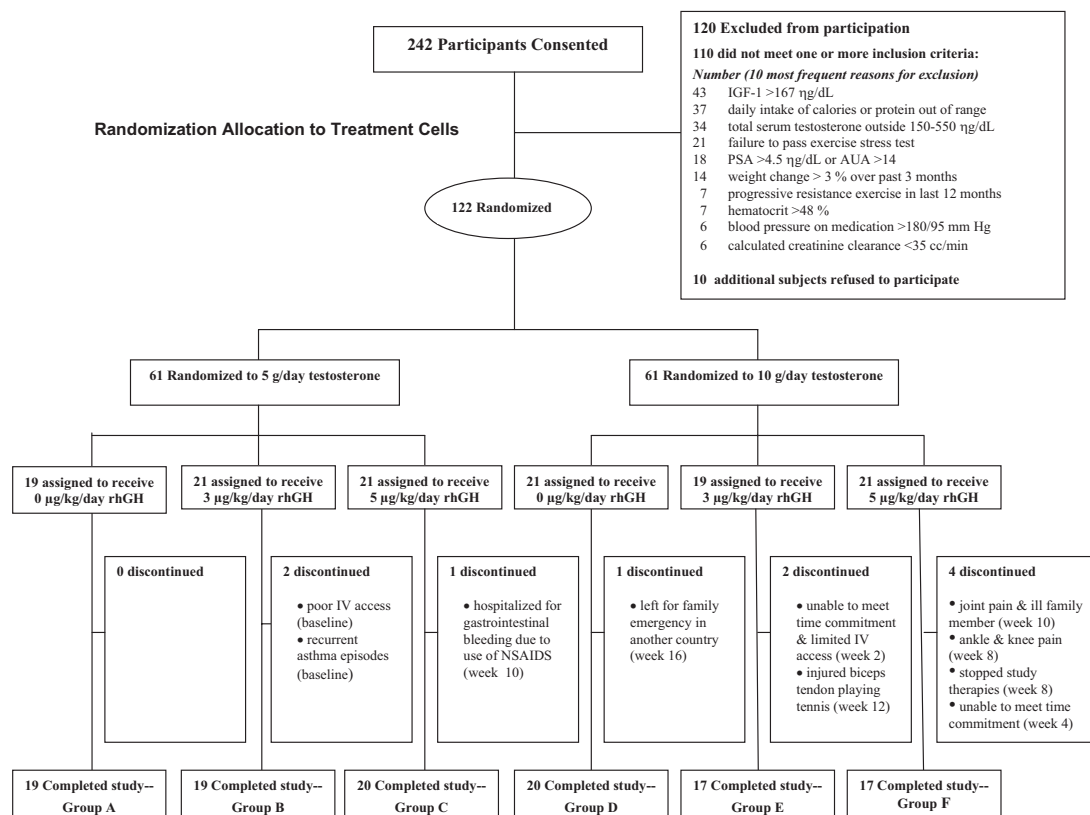 242 Participants Consented
120 Excluded from participation
110 did not meet one or more inclusion criteria:
Number (10 most frequent reasons for exclusion)
43 IGF-1 >167 ηg/dL
37 daily intake of calories or protein out of range
34 total serum testosterone outside 150-550 ηg/dL
21 failure to pass exercise stress test
18 PSA >4.5 ηg/dL or AUA >14
14 weight change > 3 % over past 3 months
7 progressive resistance exercise in last 12 months
7 hematocrit >48 %
6 blood pressure on medication >180/95 mm Hg
6 calculated creatinine clearance <35 cc/min
10 additional subjects refused to participate
Randomization Allocation to Treatment Cells
122 Randomized
61 Randomized to 5 g/day testosterone
61 Randomized to 10 g/day testosterone
19 assigned to receive
0 µg/kg/day rhGH
21 assigned to receive
3 µg/kg/day rhGH
21 assigned to receive
5 µg/kg/day rhGH
21 assigned to receive
0 µg/kg/day rhGH
19 assigned to receive
3 µg/kg/day rhGH
21 assigned to receive
5 µg/kg/day rhGH
0 discontinued
2 discontinued
• poor IV access
(baseline)
• recurrent
asthma episodes
(baseline)
1 discontinued
• hospitalized for
gastrointestinal
bleeding due to
use of NSAIDS
(week 10)
1 discontinued
• left for family
emergency in
another country
(week 16)
2 discontinued
• unable to meet
time commitment
& limited IV
access (week 2)
• injured biceps
tendon playing
tennis (week 12)
4 discontinued
• joint pain & ill family
member (week 10)
• ankle & knee pain
(week 8)
• stopped study
therapies (week 8)
• unable to meet time
commitment (week 4)
19 Completed study--
Group A
19 Completed study--
Group B
20 Completed study--
Group C
20 Completed study--
Group D
17 Completed study--
Group E
17 Completed study--
Group F